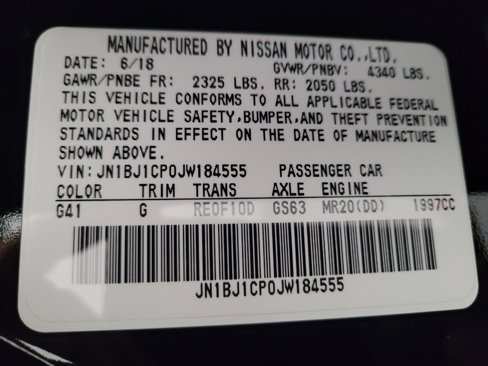 MANUFACTURED BY NISSAN MOTOR CO.,LTD.
DATE: 6/18 GVWR/PNBV: 4340 LBS.
GAWR/PNBE FR: 2325 LBS. RR: 2050 LBS.
THIS VEHICLE CONFORMS TO ALL APPLICABLE FEDERAL
MOTOR VEHICLE SAFETY,BUMPER,AND THEFT PREVENTION
STANDARDS IN EFFECT ON THE DATE OF MANUFACTURE
SHOWN ABOVE.
VIN: JN1BJ1CP0JW184555 PASSENGER CAR
COLOR TRIM TRANS AXLE ENGINE
G41 G RE0F10D GS63 MR20(DD) 1997CC
JN1BJ1CP0JW184555